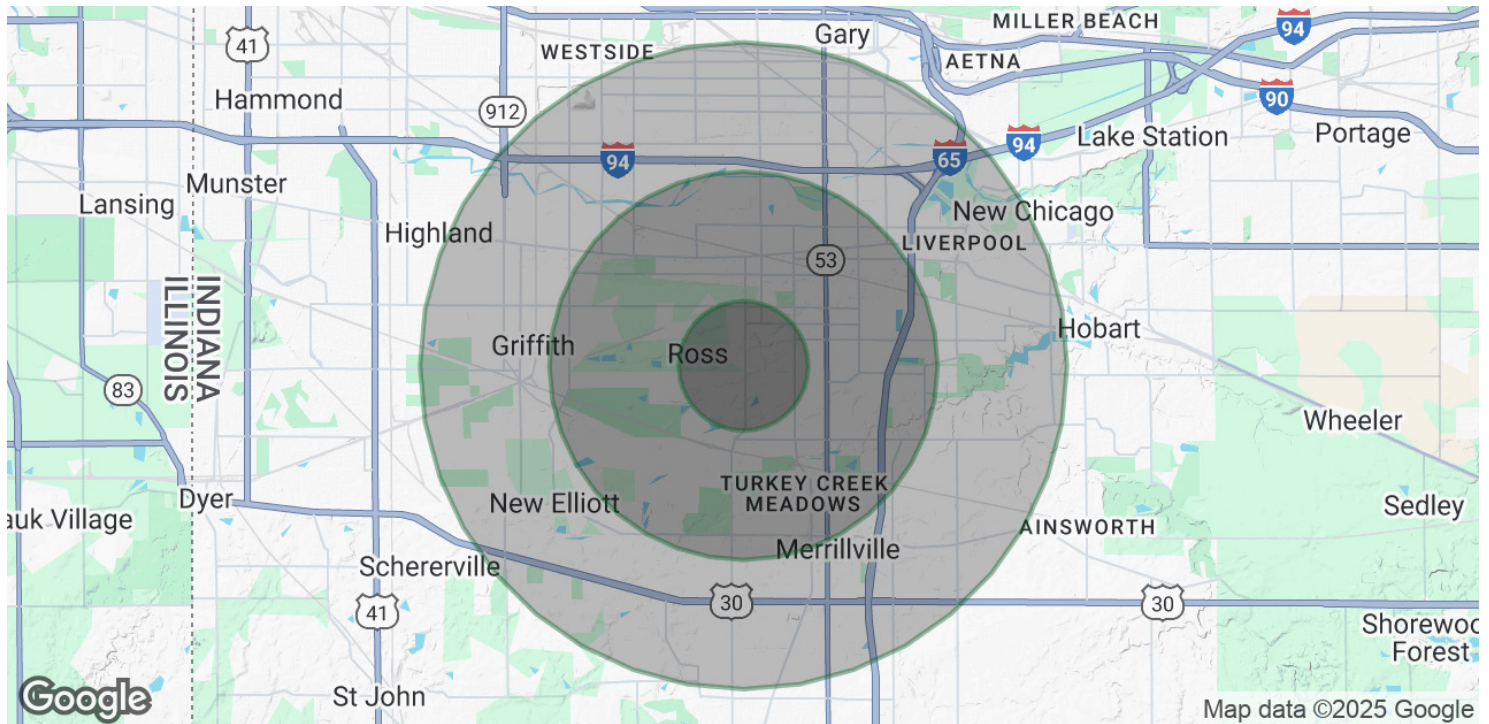 MILLER BEACH
94
Gary
41
WESTSIDE
AETNA
Hammond
90
912
Portage
Lake Station
94
94
65
Munster
Lansing
New Chicago
Highland
LIVERPOOL
53
INDIANA
ILLINOIS
Hobart
Griffith
Ross
83
Wheeler
TURKEY CREEK
MEADOWS
Dyer
New Elliott
Sedley
auk Village
AINSWORTH
Merrillville
Schererville
30
30
41
Shorewoo
Forest
St John
Google
Map data ©2025 Google